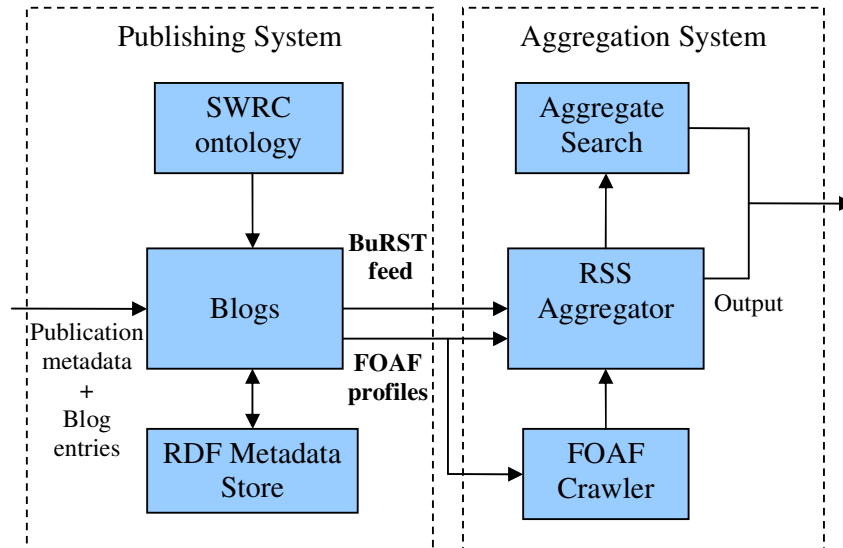 Publishing System
Aggregation System
SWRC
ontology
Aggregate
Search
BuRST
feed
Blogs
RSS
Aggregator
Output
Publication
metadata
+
Blog
entries
FOAF
profiles
RDF Metadata
Store
FOAF
Crawler